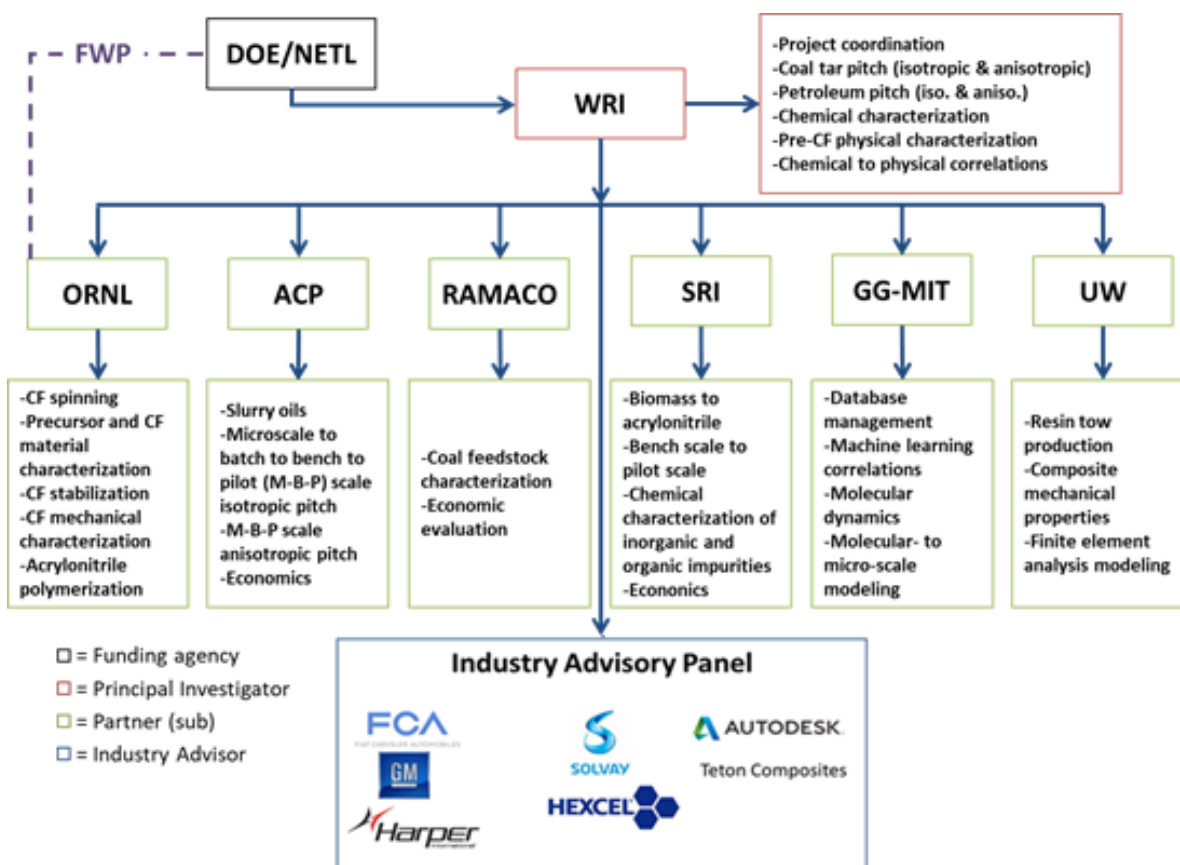 FWP
DOE/NETL
WRI
-Project coordination
-Coal tar pitch (isotropic & anisotropic)
-Petroleum pitch (iso. & aniso.)
-Chemical characterization
-Pre-CF physical characterization
-Chemical to physical correlations
ORNL
ACP
RAMACO
SRI
GG-MIT
UW
-CF spinning
-Precursor and CF
material
characterization
-CF stabilization
-CF mechanical
characterization
-Acrylonitrile
polymerization
-Slurry oils
-Microscale to
batch to bench to
pilot (M-B-P) scale
isotropic pitch
-M-B-P scale
anisotropic pitch
-Economics
-Coal feedstock
characterization
-Economic
evaluation
-Biomass to
acrylonitrile
-Bench scale to
pilot scale
-Chemical
characterization of
inorganic and
organic impurities
-Econonics
-Database
management
-Machine learning
correlations
-Molecular
dynamics
-Molecular- to
micro-scale
modeling
-Resin tow
production
-Composite
mechanical
properties
-Finite element
analysis modeling
= Funding agency
= Principal Investigator
= Partner (sub)
= Industry Advisor
Industry Advisory Panel
FCA
FIAT CHRYSLER AUTOMOBILES
GM
Harper
International
SOLVAY
HEXCEL
AUTODESK.
Teton Composites